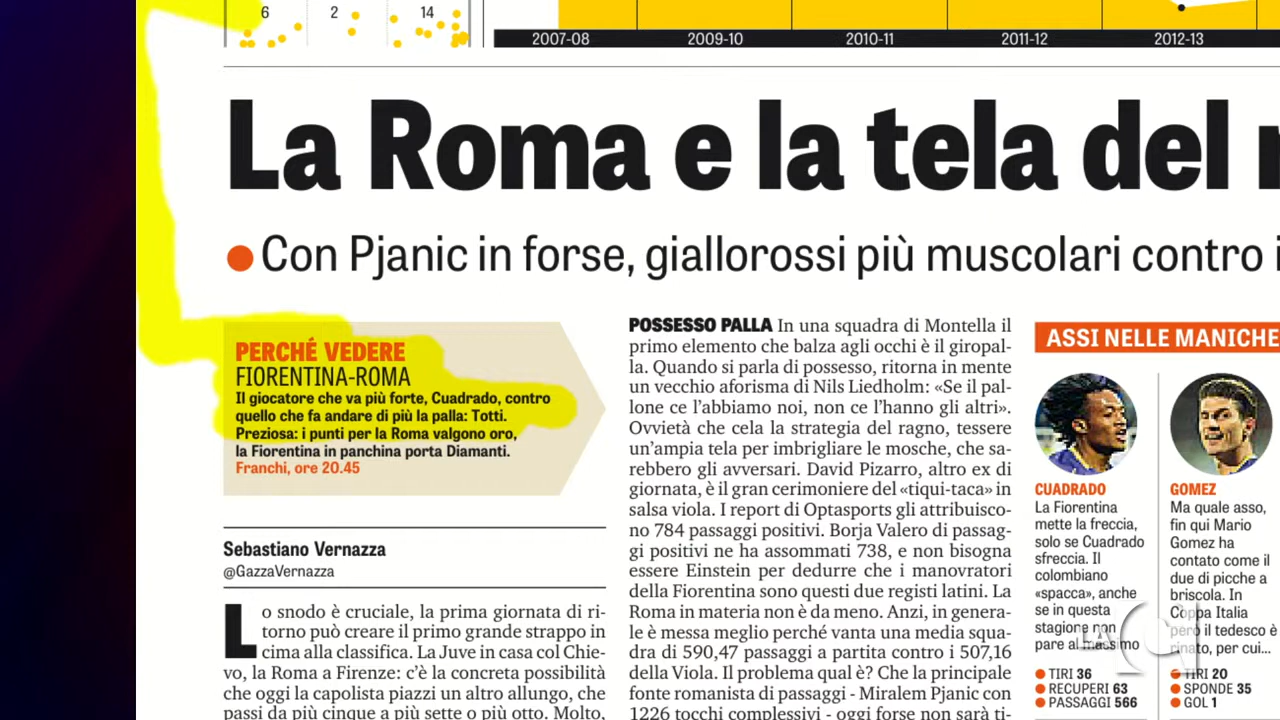 6 2 14
2007-08 2009-10 2010-11 2011-12 2012-13
La Roma e la tela del
Con Pjanic in forse, giallorossi più muscolari contro i
PERCHÉ VEDERE
FIORENTINA-ROMA
Il giocatore che va più forte, Cuadrado, contro
quello che fa andare di più la palla: Totti.
Preziosa: i punti per la Roma valgono oro,
la Fiorentina in panchina porta Diamanti.
Franchi, ore 20.45
Sebastiano Vernazza
@GazzaVernazza
Lo snodo è cruciale, la prima giornata di ri-
torno può creare il primo grande strappo in
cima alla classifica. La Juve in casa col Chie-
vo, la Roma a Firenze: c'è la concreta possibilità
che oggi la capolista piazzi un altro allungo, che
passi da più cinque a più sette o più otto. Molto,
POSSESSO PALLA In una squadra di Montella il
primo elemento che balza agli occhi è il giropal-
la. Quando si parla di possesso, ritorna in mente
un vecchio aforisma di Nils Liedholm: «Se il pal-
lone ce l'abbiamo noi, non ce l'hanno gli altri».
Ovvietà che cela la strategia del ragno, tessere
un'ampia tela per imbrigliare le mosche, che sa-
rebbero gli avversari. David Pizarro, altro ex di
giornata, è il gran cerimoniere del «tiqui-taca» in
salsa viola. I report di Optasports gli attribuisco-
no 784 passaggi positivi. Borja Valero di passag-
gi positivi ne ha assommati 738, e non bisogna
essere Einstein per dedurre che i manovratori
della Fiorentina sono questi due registi latini. La
Roma in materia non è da meno. Anzi, in genera-
le è messa meglio perché vanta una media squa-
dra di 590,47 passaggi a partita contro i 507,16
della Viola. Il problema qual è? Che la principale
fonte romanista di passaggi - Miralem Pjanic con
1226 tocchi complessivi - oggi forse non sarà ti-
ASSI NELLE MANICHE
CUADRADO
La Fiorentina
mette la freccia,
solo se Cuadrado
sfreccia. Il
colombiano
«spacca», anche
se in questa
stagione non
pare al massimo
TIRI 36
RECUPERI 63
PASSAGGI 566
GOMEZ
Ma quale asso,
fin qui Mario
Gomez ha
contato come il
due di picche a
briscola. In
Coppa Italia
però il tedesco è
rinato, per cui...
TIRI 20
SPONDE 35
GOL 1
LA C